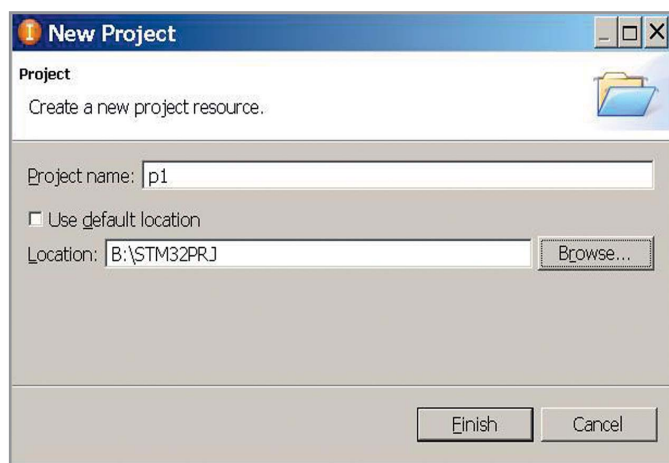 New Project
Project
Create a new project resource.
Project name: p1
Use default location
Location: B:\STM32PRJ Browse...
Finish Cancel